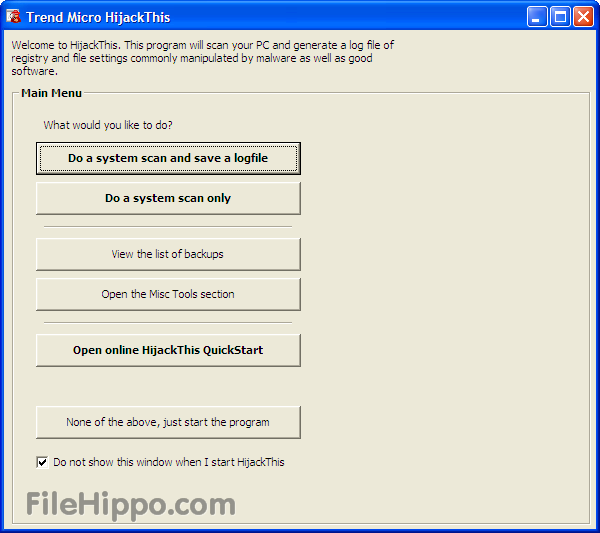 Trend Micro HijackThis
Welcome to HijackThis. This program will scan your PC and generate a log file of
registry and file settings commonly manipulated by malware as well as good
software.
Main Menu
What would you like to do?
Do a system scan and save a logfile
Do a system scan only
View the list of backups
Open the Misc Tools section
Open online HijackThis QuickStart
None of the above, just start the program
Do not show this window when I start HijackThis
FileHippo.com